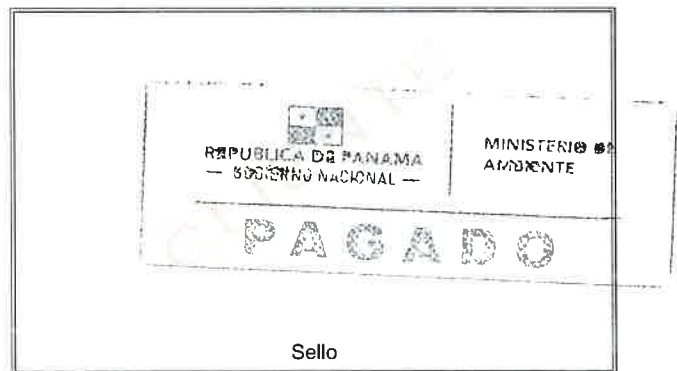 REPUBLICA DE PANAMA
— GOBIERNO NACIONAL —
MINISTERIO DE
AMBIENTE
PAGADO
Sello